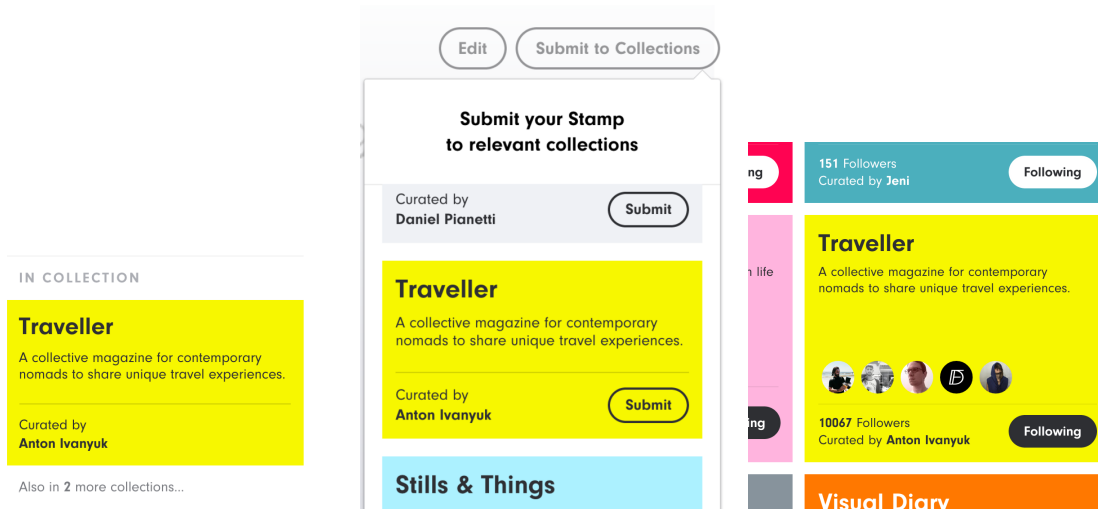 IN COLLECTION
Traveller
A collective magazine for contemporary
nomads to share unique travel experiences.
Curated by
Anton Ivanyuk
Also in 2 more collections...
Edit
Submit to Collections
Submit your Stamp
to relevant collections
Curated by
Daniel Pianetti
Submit
Traveller
A collective magazine for contemporary
nomads to share unique travel experiences.
Curated by
Anton Ivanyuk
Submit
Stills & Things
ng
life
ing
151 Followers
Curated by Jeni
Following
Traveller
A collective magazine for contemporary
nomads to share unique travel experiences.
10067 Followers
Curated by Anton Ivanyuk
Following
Visual Diary